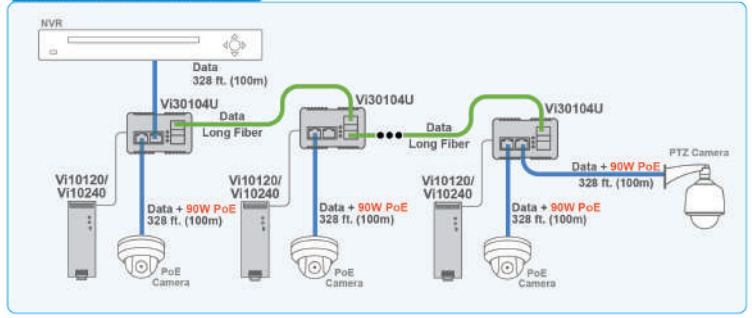 NVR
Data
328 ft. (100m)
Vi30104U
Data
Long Fiber
Vi10120/
Vi10240
Data + 90W PoE
328 ft. (100m)
PoE
Camera
Vi30104U
Data
Long Fiber
Vi10120/
Vi10240
Data + 90W PoE
328 ft. (100m)
PoE
Camera
Vi30104U
PTZ Camera
Data + 90W PoE
328 ft. (100m)
Vi10120/
Vi10240
Data + 90W PoE
328 ft. (100m)
PoE
Camera